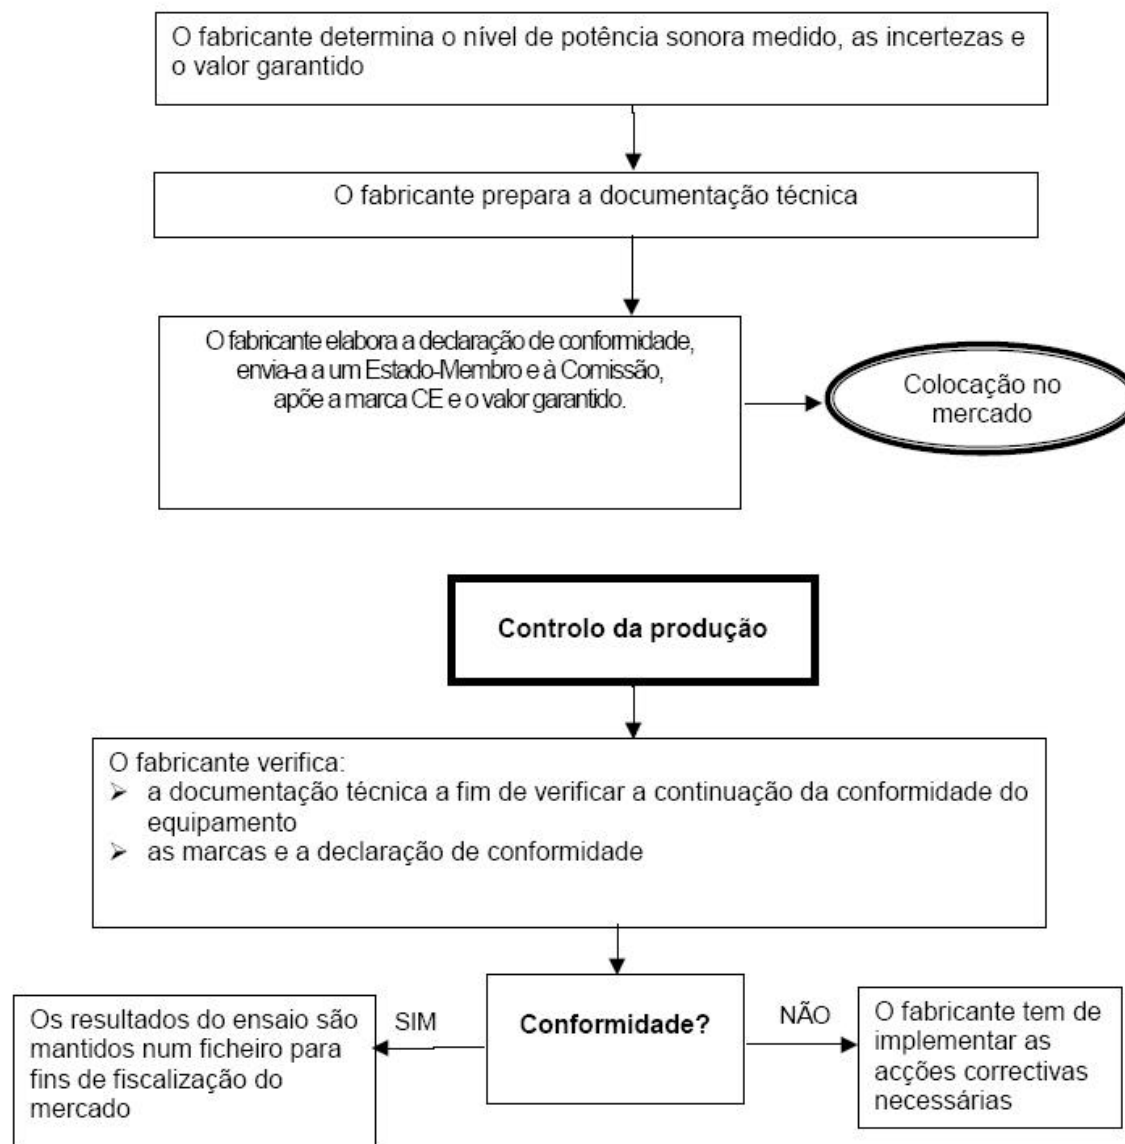 O fabricante determina o nível de potência sonora medido, as incertezas e
o valor garantido
O fabricante prepara a documentação técnica
O fabricante elabora a declaração de conformidade,
envia-a a um Estado-Membro e à Comissão,
apõe a marca CE e o valor garantido.
Colocação no
mercado
Controlo da produção
O fabricante verifica:
➢ a documentação técnica a fim de verificar a continuação da conformidade do
equipamento
➢ as marcas e a declaração de conformidade
Os resultados do ensaio são
mantidos num ficheiro para
fins de fiscalização do
mercado
SIM
Conformidade?
NÃO
O fabricante tem de
implementar as
acções correctivas
necessárias